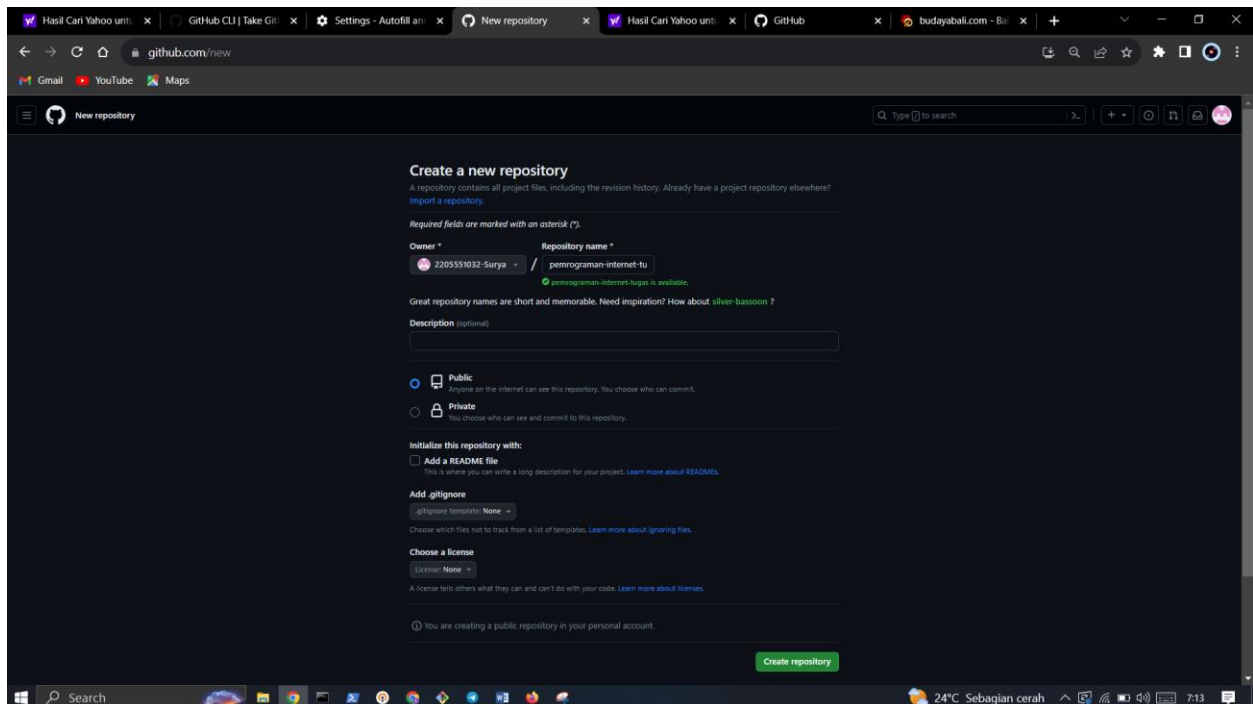 Hasil Cari Yahoo untu
GitHub CLI | Take Git
Settings - Autofill an
New repository
Hasil Cari Yahoo untu
GitHub
budayabali.com - Ba
github.com/new
Gmail YouTube Maps
New repository
Type / to search
Create a new repository
A repository contains all project files, including the revision history. Already have a project repository elsewhere?
Import a repository.
Required fields are marked with an asterisk (*).
Owner * Repository name *
2205551032-Surya / pemrograman-internet-tu
pemrograman-internet-tugas is available.
Great repository names are short and memorable. Need inspiration? How about silver-bassoon ?
Description (optional)
Public
Anyone on the internet can see this repository. You choose who can commit.
Private
You choose who can see and commit to this repository.
Initialize this repository with:
Add a README file
This is where you can write a long description for your project. Learn more about READMEs.
Add .gitignore
.gitignore template: None
Choose which files not to track from a list of templates. Learn more about ignoring files.
Choose a license
License: None
A license tells others what they can and can't do with your code. Learn more about licenses.
You are creating a public repository in your personal account.
Create repository
Search
24°C Sebagian cerah
7:13